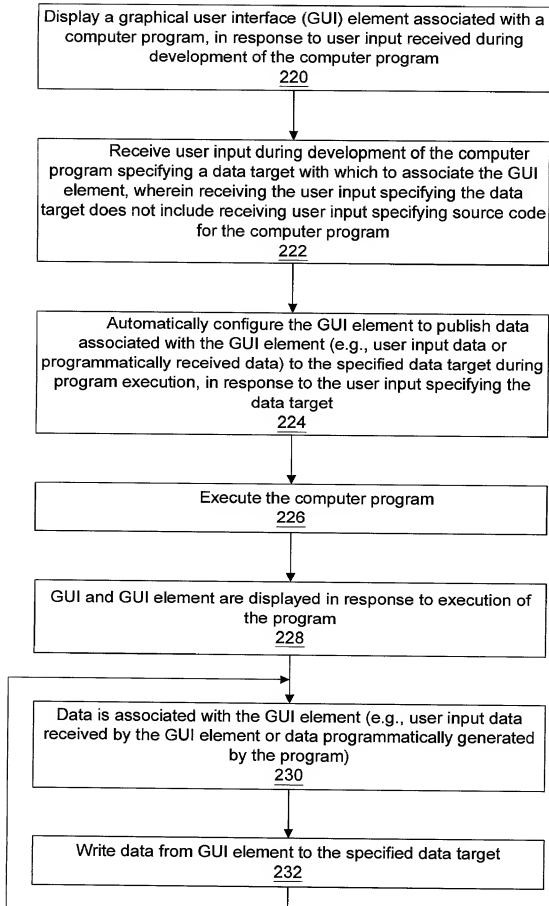 Display a graphical user interface (GUI) element associated with a
computer program, in response to user input received during
development of the computer program
220
Receive user input during development of the computer
program specifying a data target with which to associate the GUI
element, wherein receiving the user input specifying the data
target does not include receiving user input specifying source code
for the computer program
222
Automatically configure the GUI element to publish data
associated with the GUI element (e.g., user input data or
programmatically received data) to the specified data target during
program execution, in response to the user input specifying the
data target
224
Execute the computer program
226
GUI and GUI element are displayed in response to execution of
the program
228
Data is associated with the GUI element (e.g., user input data
received by the GUI element or data programmatically generated
by the program)
230
Write data from GUI element to the specified data target
232